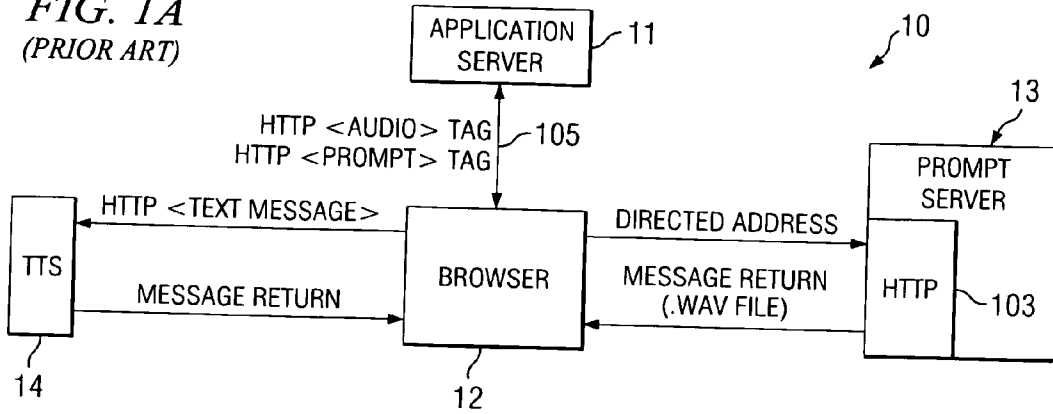 FIG. 1A
(PRIOR ART)
APPLICATION
SERVER
11
10
HTTP <AUDIO> TAG
HTTP <PROMPT> TAG
105
13
PROMPT
SERVER
HTTP <TEXT MESSAGE>
DIRECTED ADDRESS
TTS
BROWSER
MESSAGE RETURN
MESSAGE RETURN
(.WAV FILE)
HTTP
103
14
12